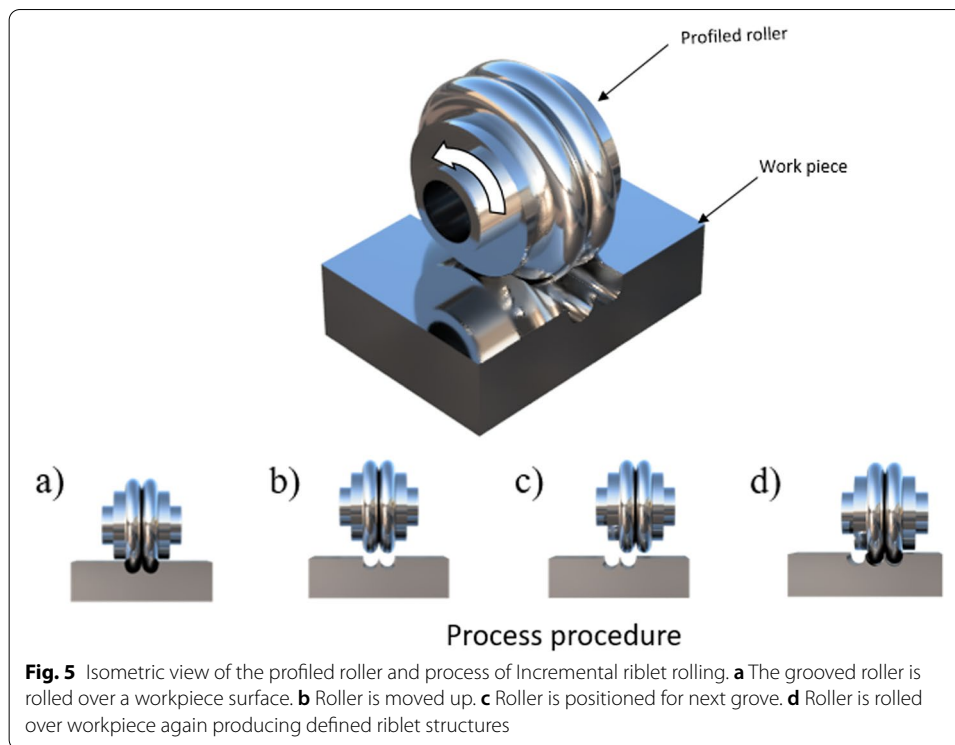 Profiled roller
Work piece
a)
b)
c)
d)
Process procedure
Fig. 5 Isometric view of the profiled roller and process of Incremental riblet rolling. a The grooved roller is
rolled over a workpiece surface. b Roller is moved up. c Roller is positioned for next grove. d Roller is rolled
over workpiece again producing defined riblet structures